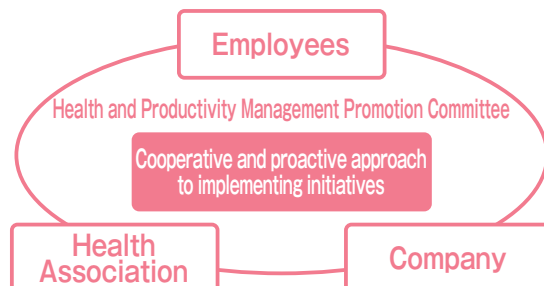 Employees
Health and Productivity Management Promotion Committee
Cooperative and proactive approach
to implementing initiatives
Health
Association
Company